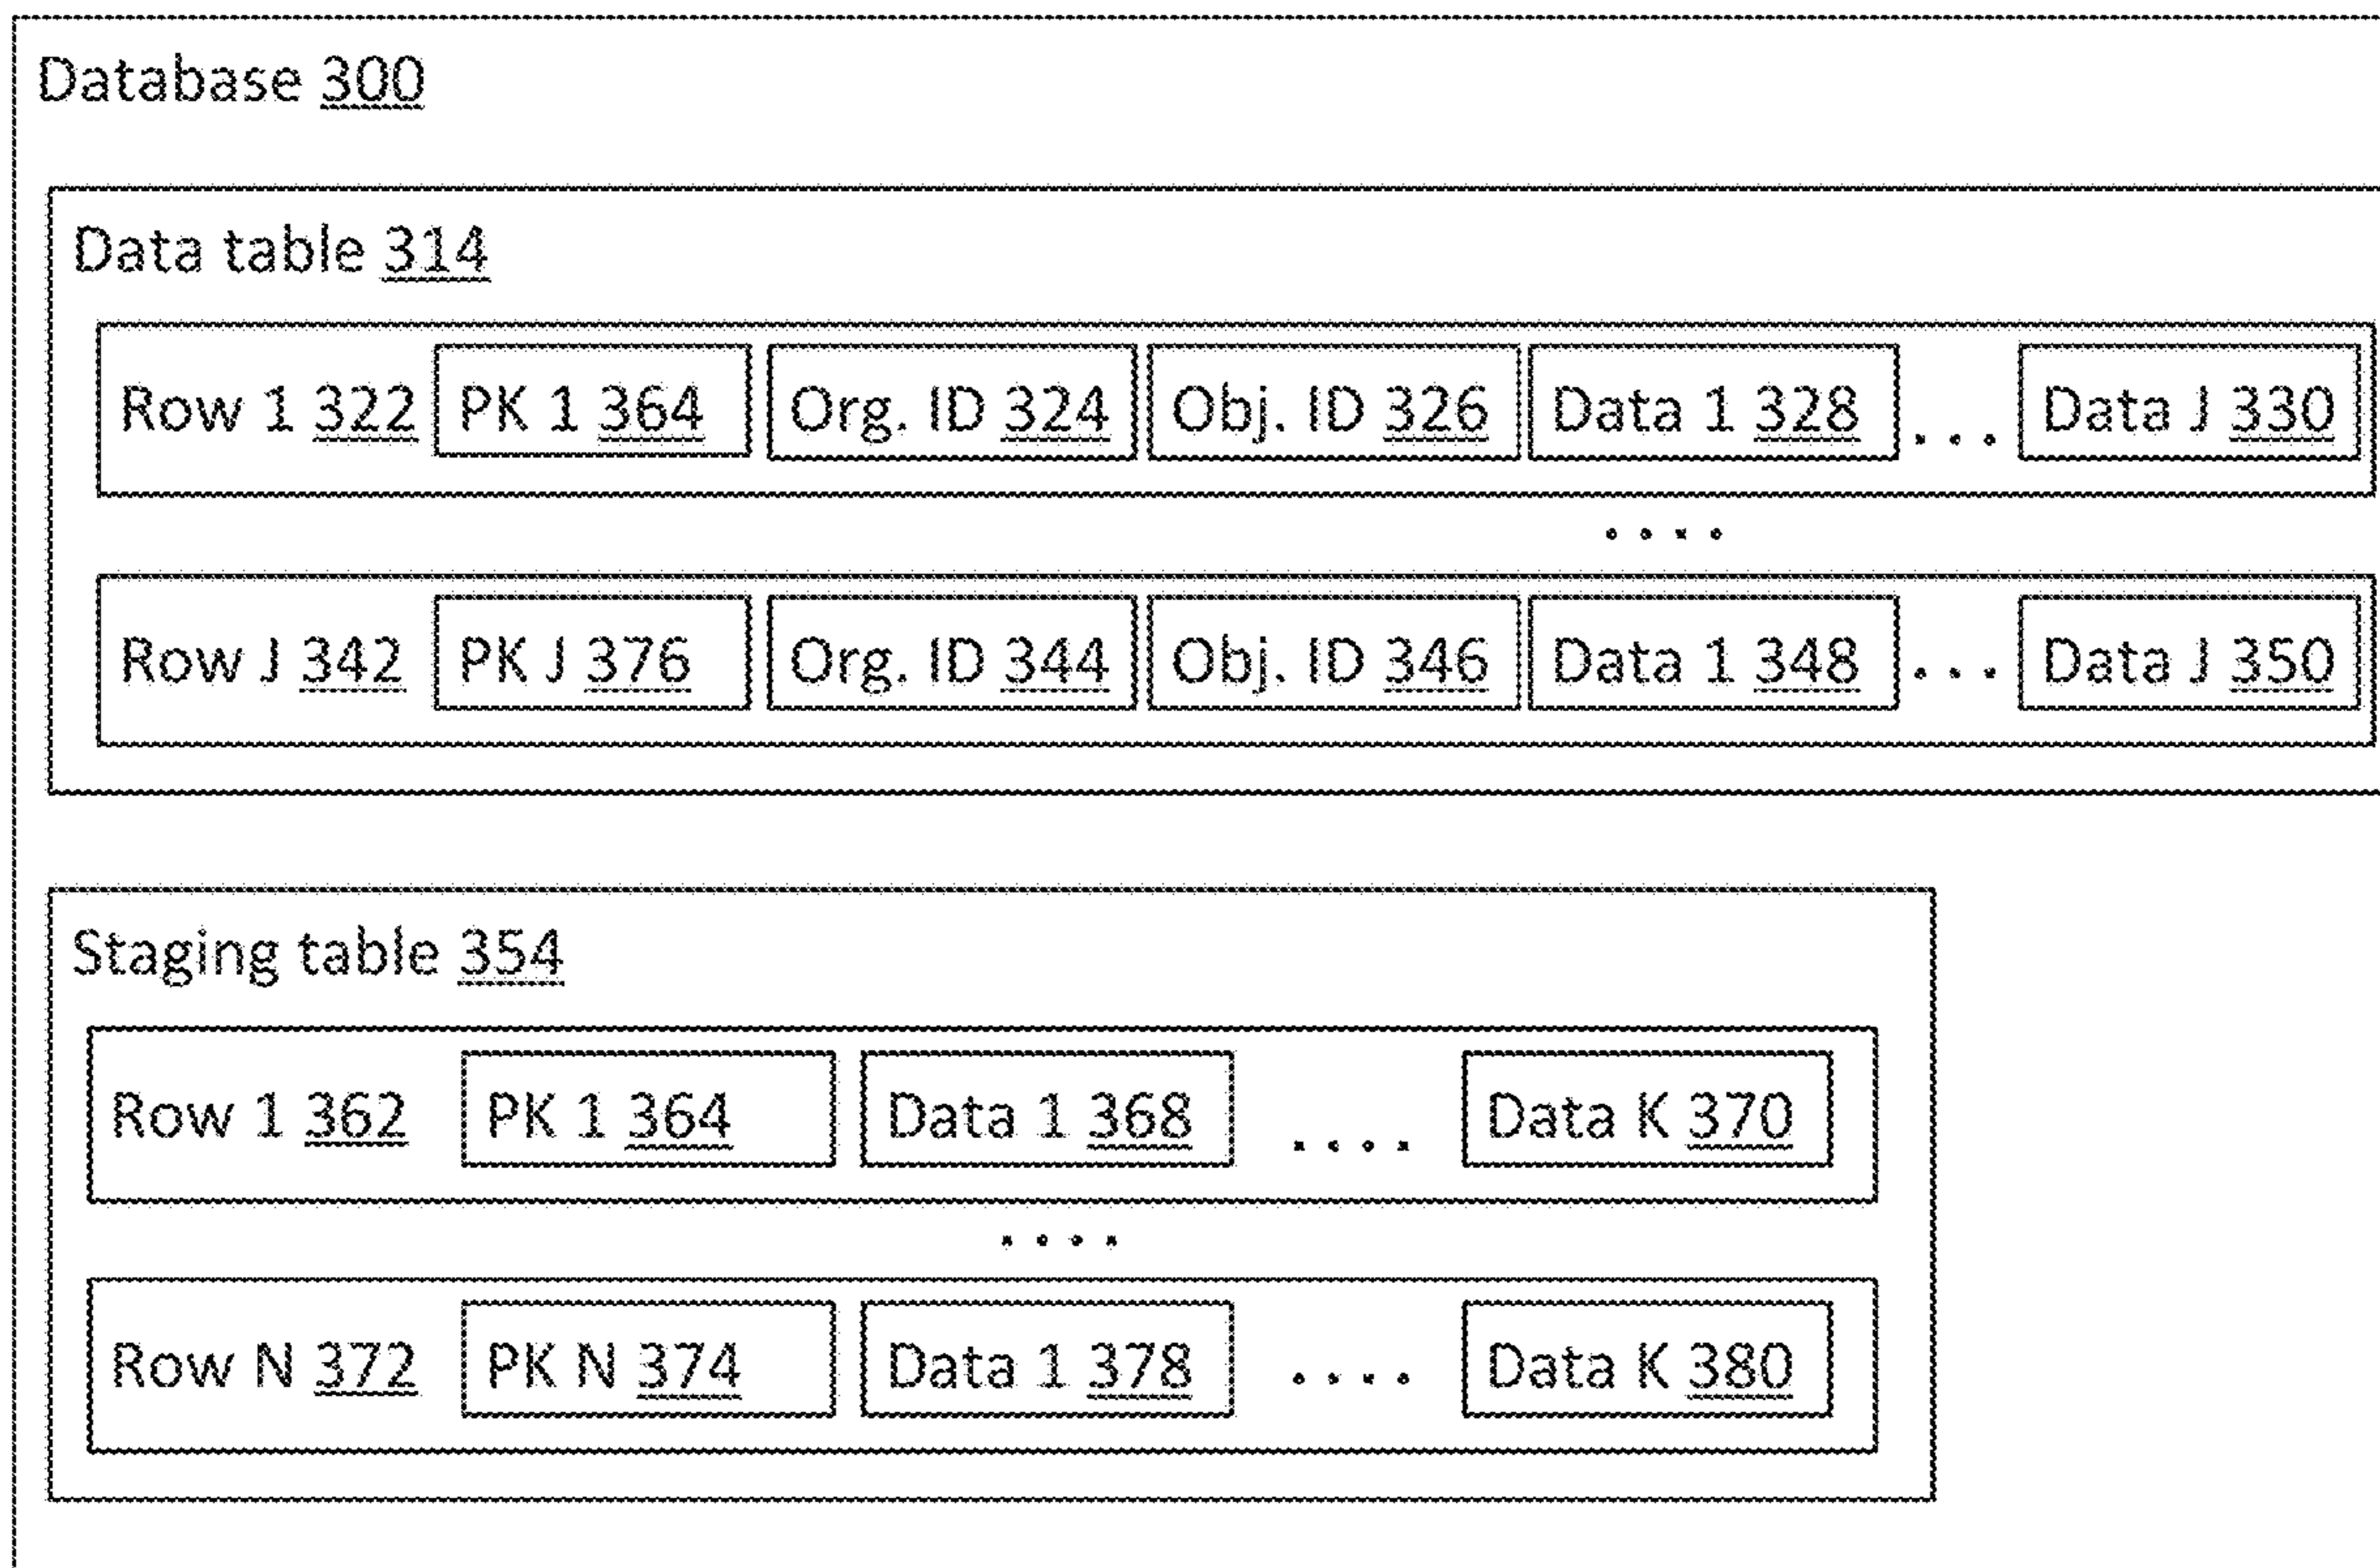 Database 300
Data table 314
Row 1 322 PK 1 364 Org. ID 324 Obj. ID 326 Data 1 328 ... Data J 330
....
Row J 342 PK J 376 Org. ID 344 Obj. ID 346 Data 1 348 ... Data J 350
Staging table 354
Row 1 362 PK 1 364 Data 1 368 .... Data K 370
....
Row N 372 PK N 374 Data 1 378 .... Data K 380